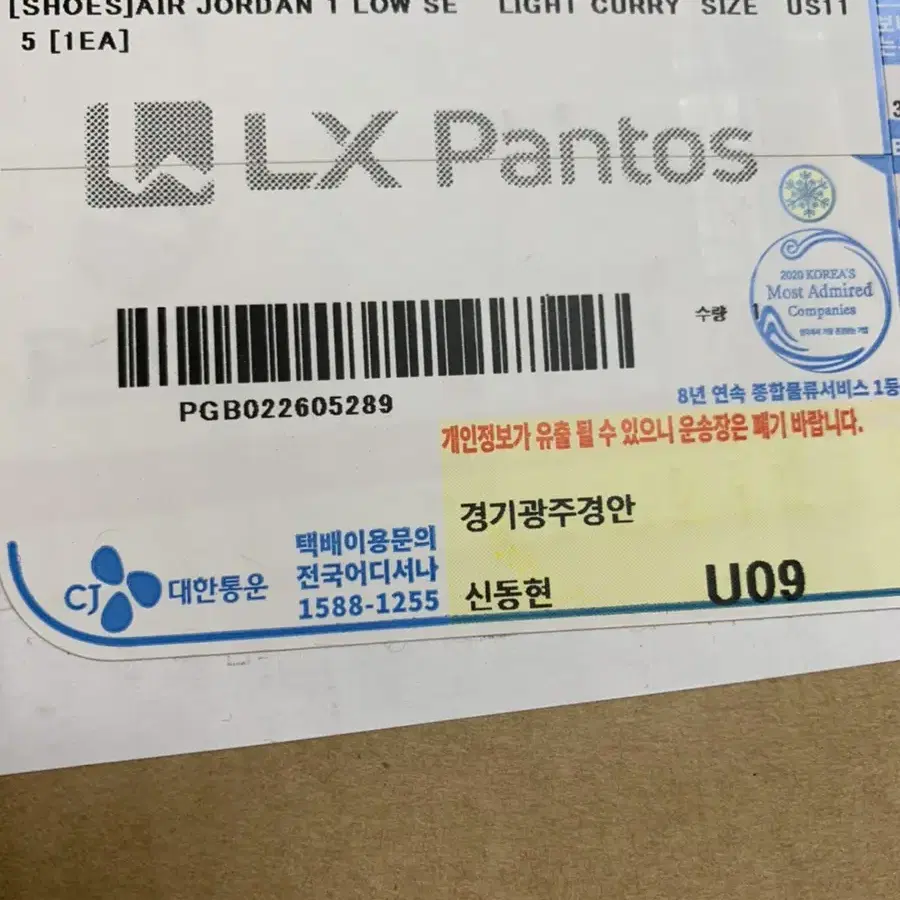 [SHOES]AIR JORDAN 1 LOW SE LIGHT CURRY SIZE US11
5 [1EA]
LX Pantos
2020 KOREA'S
Most Admired
Companies
수량 1
PGB022605289
8년 연속 종합물류서비스 1등
개인정보가 유출 될 수 있으니 운송장은 폐기 바랍니다.
경기광주경안
택배이용문의
전국어디서나
1588-1255
CJ 대한통운
신동현 U09